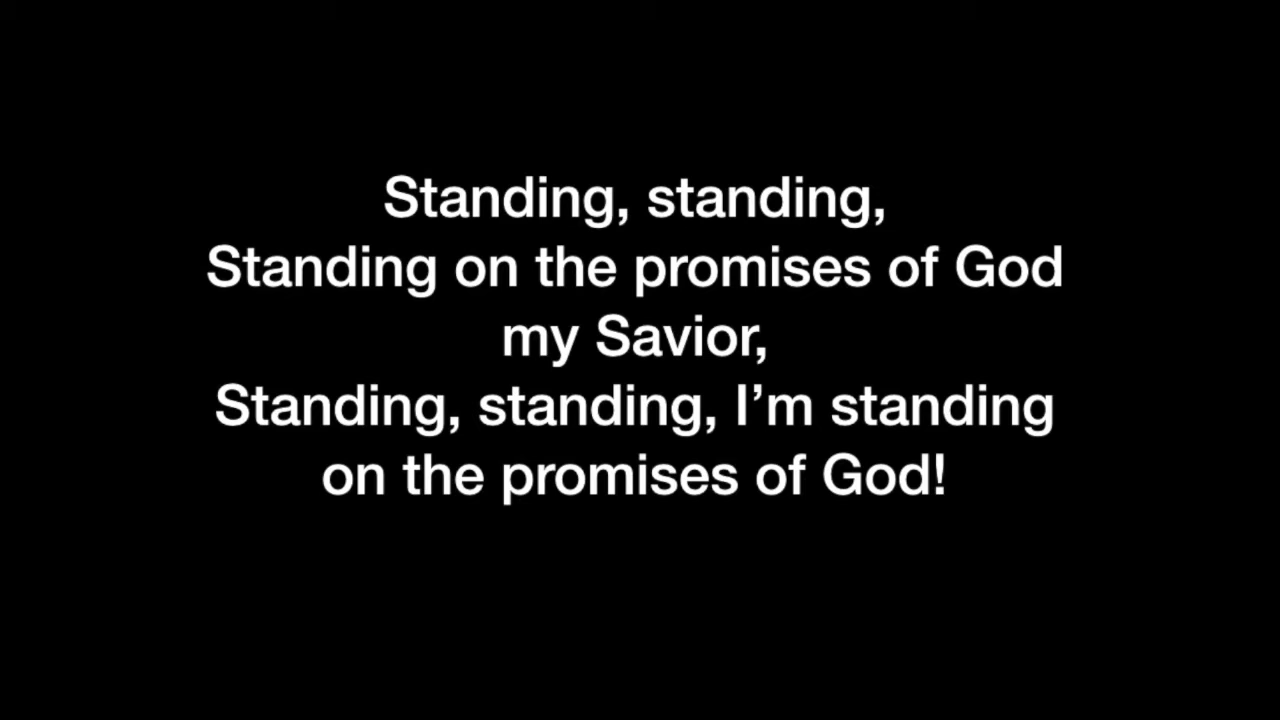 Standing, standing,
Standing on the promises of God
my Savior,
Standing, standing, I’m standing
on the promises of God!